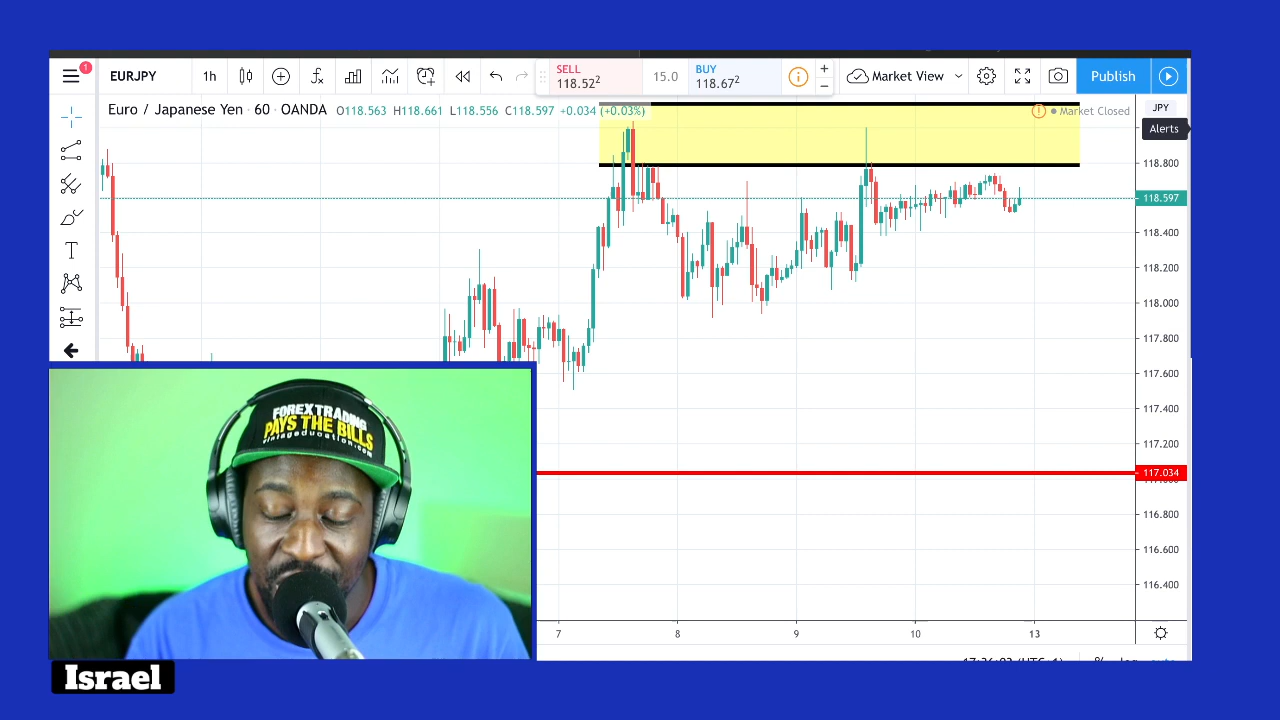 1
EURJPY
1h
SELL
118.52²
15.0
BUY
118.67²
Market View
Publish
Euro / Japanese Yen · 60 · OANDA O118.563 H118.661 L118.556 C118.597 +0.034 (+0.03%)
Market Closed
JPY
Alerts
118.800
118.597
118.400
118.200
118.000
117.800
117.600
117.400
117.200
117.034
116.800
116.600
116.400
7 8 9 10 13
FOREX TRADING
PAYS THE BILLS
Israel